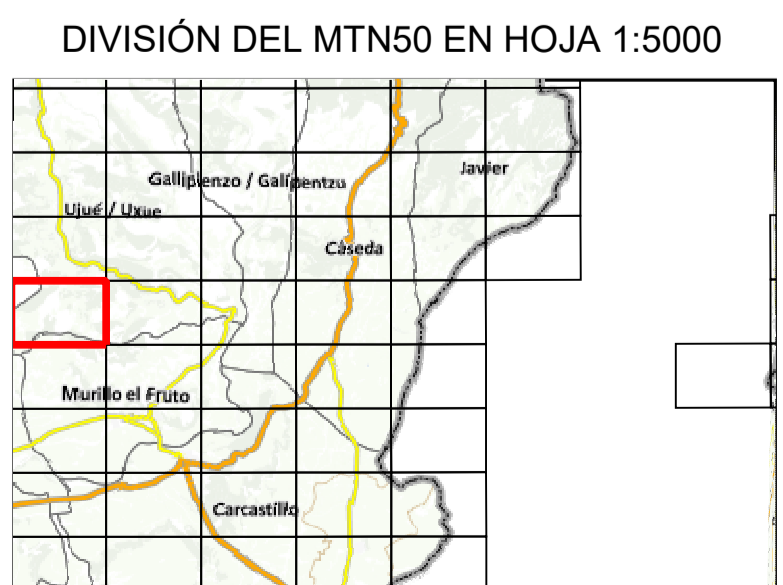 DIVISIÓN DEL MTN50 EN HOJA 1:5000
Javier
Gallipienzo / Galipentzu
Ujué / Uxue
Cáseda
Murillo el Fruto
Carcastillo